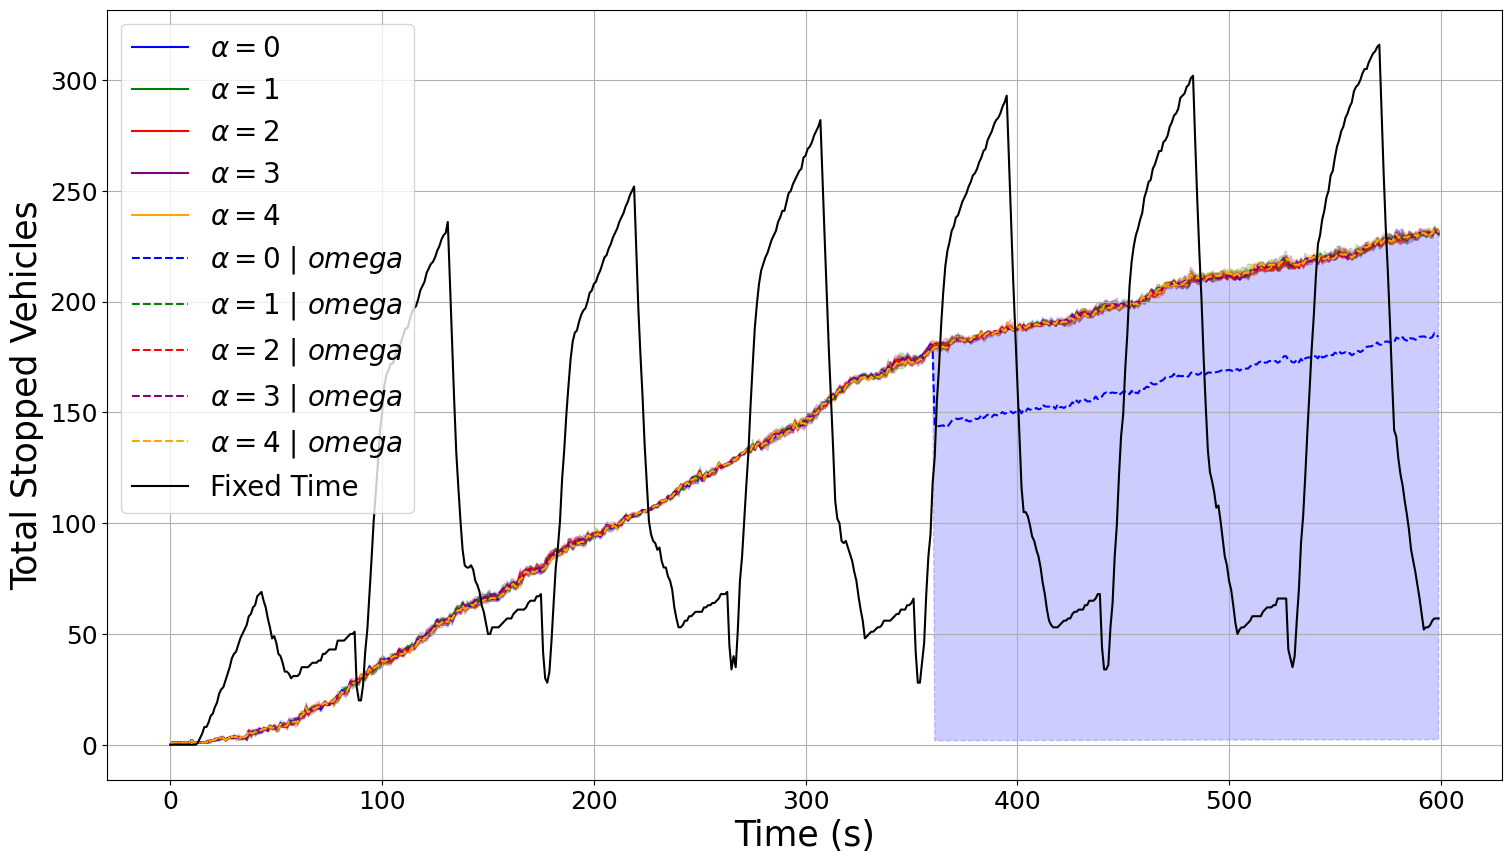 α = 0
α = 1
α = 2
α = 3
α = 4
α = 0 | omega
α = 1 | omega
α = 2 | omega
α = 3 | omega
α = 4 | omega
Fixed Time
Total Stopped Vehicles
300
250
200
150
100
50
0
0 100 200 300 400 500 600
Time (s)